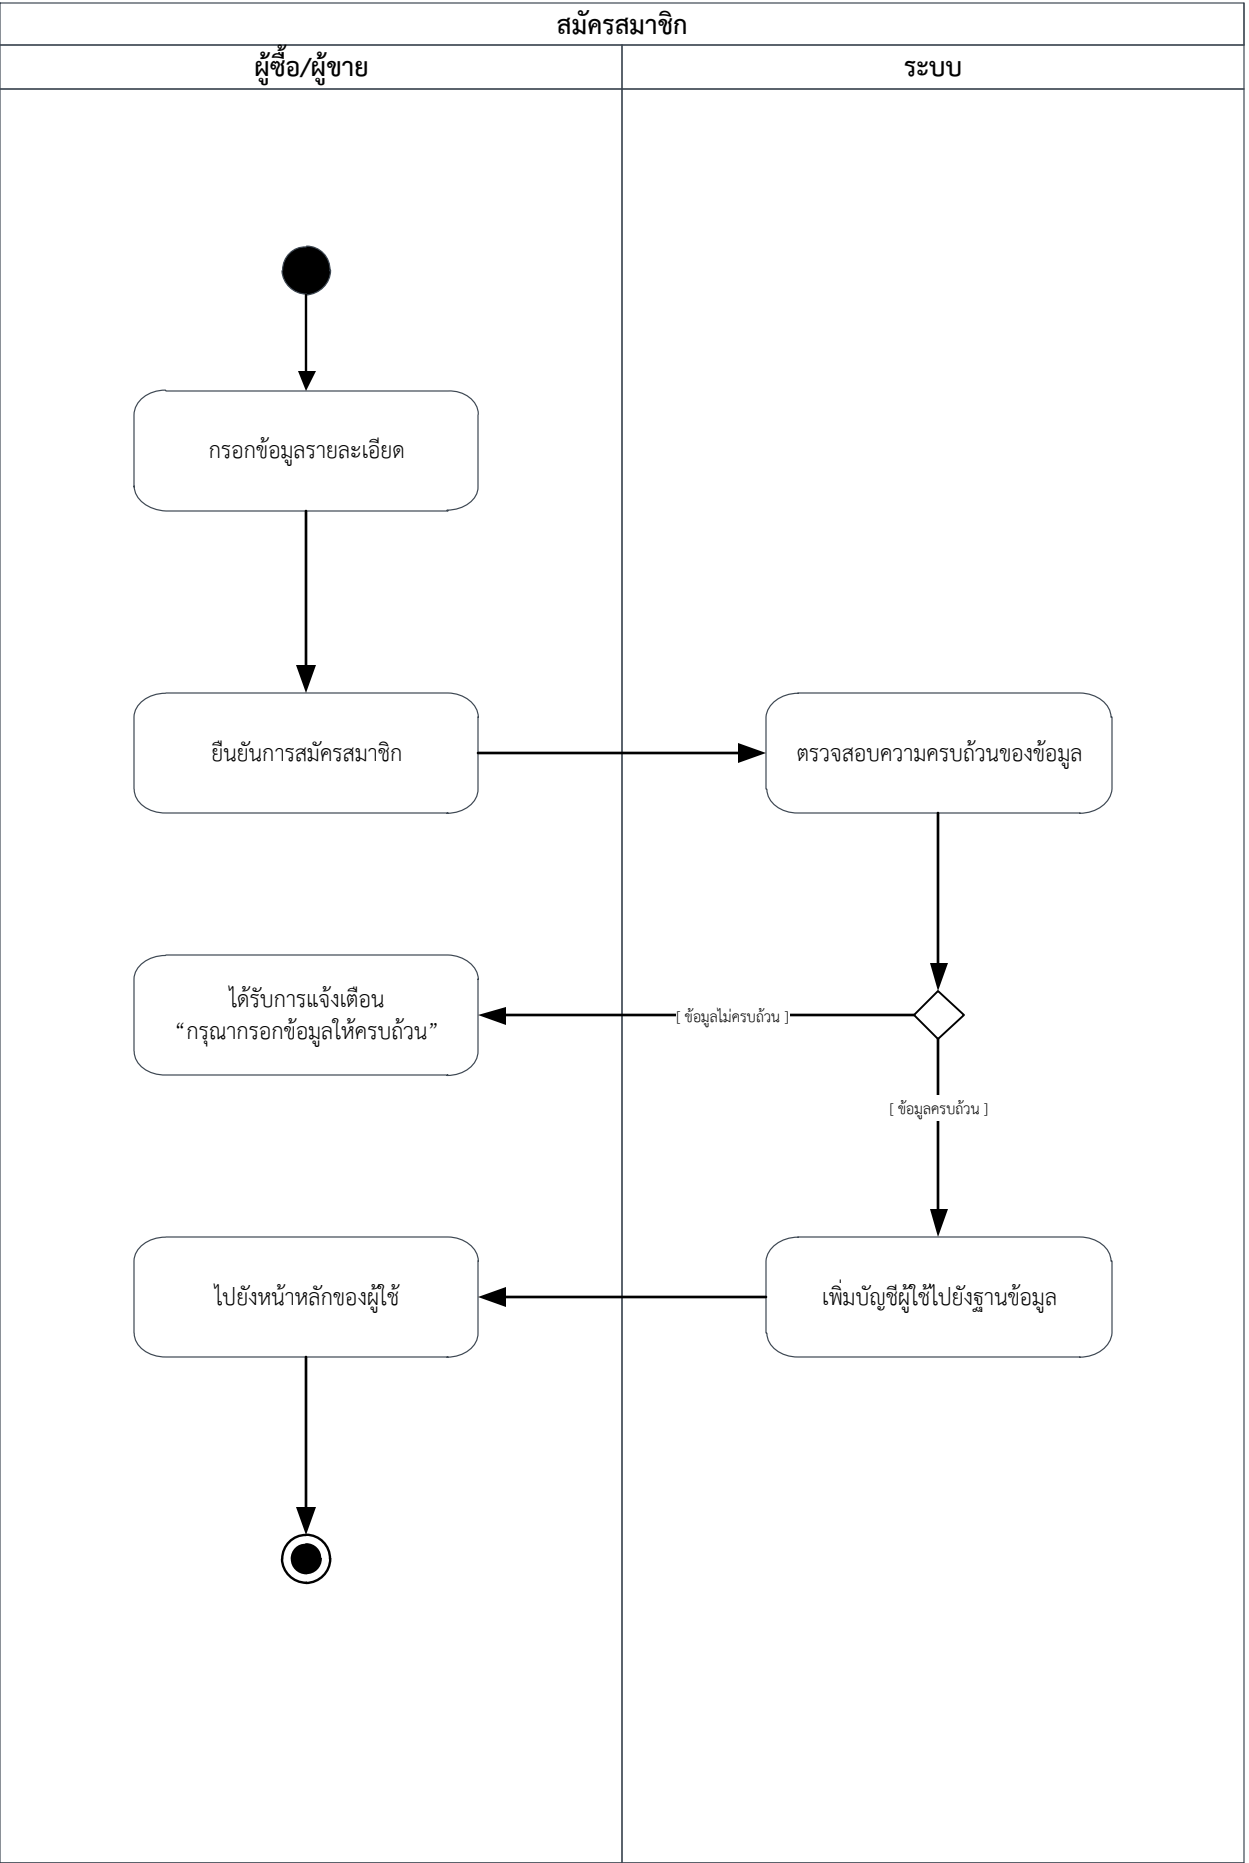 สมัครสมาชิก
ผู้ซื้อ/ผู้ขาย
ระบบ
กรอกข้อมูลรายละเอียด
ยืนยันการสมัครสมาชิก
ตรวจสอบความครบถ้วนของข้อมูล
ได้รับการแจ้งเตือน
“กรุณากรอกข้อมูลให้ครบถ้วน”
[ ข้อมูลไม่ครบถ้วน ]
[ ข้อมูลครบถ้วน ]
ไปยังหน้าหลักของผู้ใช้
เพิ่มบัญชีผู้ใช้ไปยังฐานข้อมูล